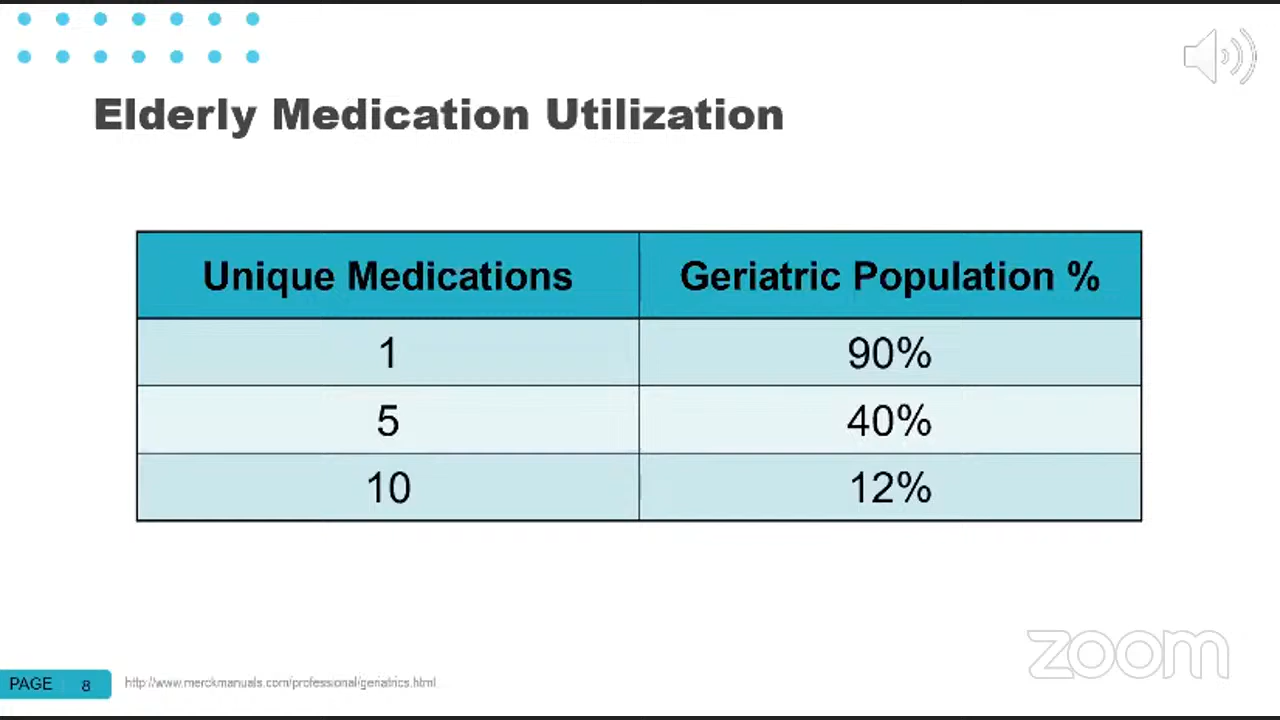 Elderly Medication Utilization
Unique Medications Geriatric Population %
1 90%
5 40%
10 12%
zoom
PAGE 8 http://www.merckmanuals.com/professional/geriatrics.html